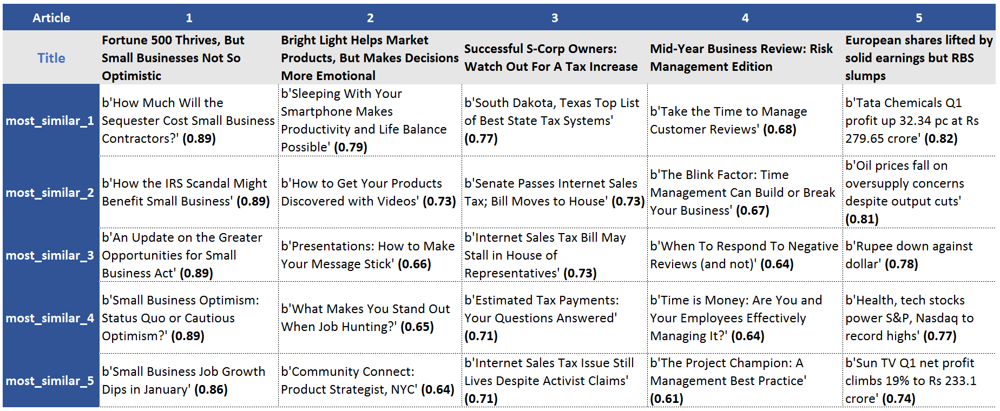 Article 1 2 3 4 5
Title
Fortune 500 Thrives, But
Small Businesses Not So
Optimistic
Bright Light Helps Market
Products, But Makes Decisions
More Emotional
Successful S-Corp Owners:
Watch Out For A Tax Increase
Mid-Year Business Review: Risk
Management Edition
European shares lifted by
solid earnings but RBS
slumps
most_similar_1
b'How Much Will the
Sequester Cost Small Business
Contractors?' (0.89)
b'Sleeping With Your
Smartphone Makes
Productivity and Life Balance
Possible' (0.79)
b'South Dakota, Texas Top List
of Best State Tax Systems'
(0.77)
b'Take the Time to Manage
Customer Reviews' (0.68)
b'Tata Chemicals Q1
profit up 32.34 pc at Rs
279.65 crore' (0.82)
most_similar_2
b'How the IRS Scandal Might
Benefit Small Business' (0.89)
b'How to Get Your Products
Discovered with Videos' (0.73)
b'Senate Passes Internet Sales
Tax; Bill Moves to House' (0.73)
b'The Blink Factor: Time
Management Can Build or Break
Your Business' (0.67)
b'Oil prices fall on
oversupply concerns
despite output cuts'
(0.81)
most_similar_3
b'An Update on the Greater
Opportunities for Small
Business Act' (0.89)
b'Presentations: How to Make
Your Message Stick' (0.66)
b'Internet Sales Tax Bill May
Stall in House of
Representatives' (0.73)
b'When To Respond To Negative
Reviews (and not)' (0.64)
b'Rupee down against
dollar' (0.78)
most_similar_4
b'Small Business Optimism:
Status Quo or Cautious
Optimism?' (0.89)
b'What Makes You Stand Out
When Job Hunting?' (0.65)
b'Estimated Tax Payments:
Your Questions Answered'
(0.71)
b'Time is Money: Are You and
Your Employees Effectively
Managing It?' (0.64)
b'Health, tech stocks
power S&P, Nasdaq to
record highs' (0.77)
most_similar_5
b'Small Business Job Growth
Dips in January' (0.86)
b'Community Connect:
Product Strategist, NYC' (0.64)
b'Internet Sales Tax Issue Still
Lives Despite Activist Claims'
(0.71)
b'The Project Champion: A
Management Best Practice'
(0.61)
b'Sun TV Q1 net profit
climbs 19% to Rs 233.1
crore' (0.74)